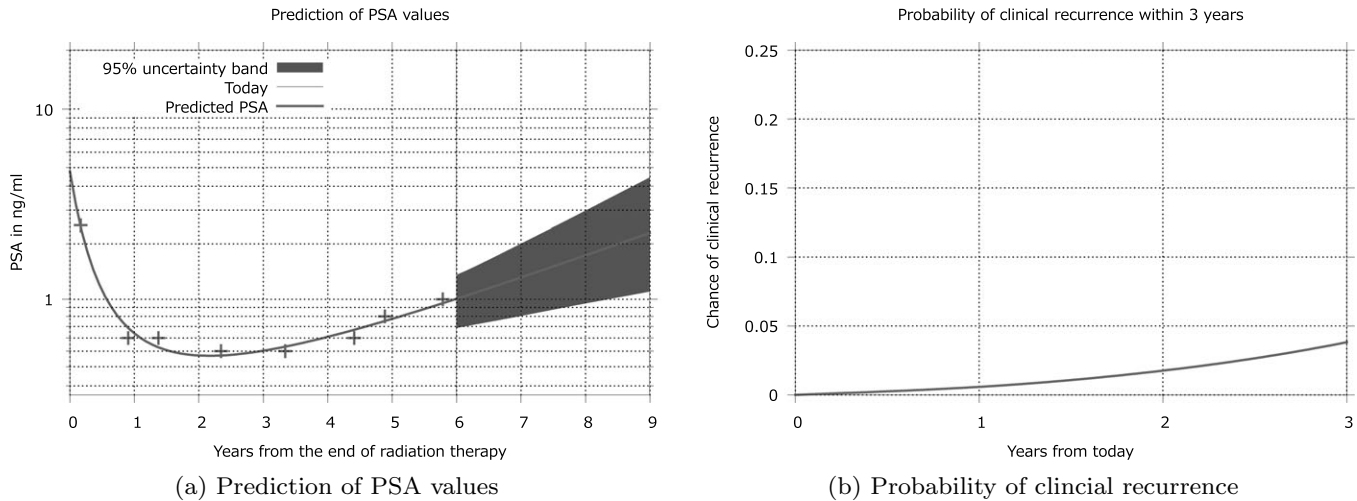 Prediction of PSA values
95% uncertainty band
Today
Predicted PSA
10
1
PSA in ng/ml
0 1 2 3 4 5 6 7 8 9
Years from the end of radiation therapy
(a) Prediction of PSA values
Probability of clinical recurrence within 3 years
0.25
0.2
0.15
0.1
0.05
0
Chance of clinical recurrence
0 1 2 3
Years from today
(b) Probability of clincial recurrence